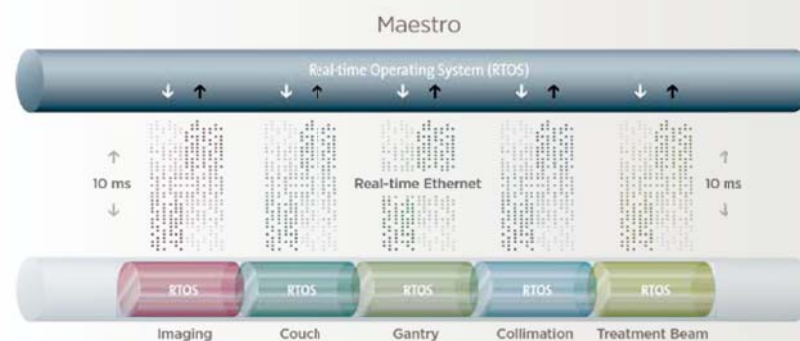 Maestro
Real-time Operating System (RTOS)
10 ms
Real-time Ethernet
10 ms
RTOS
RTOS
RTOS
RTOS
RTOS
Imaging
Couch
Gantry
Collimation
Treatment Beam